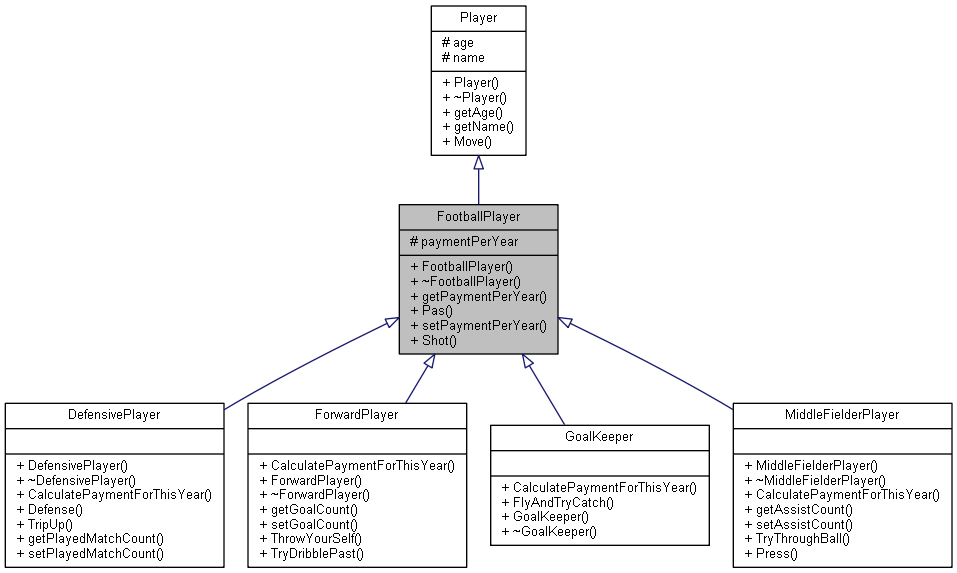 Player
# age
# name
+ Player()
+ ~Player()
+ getAge()
+ getName()
+ Move()
FootballPlayer
# paymentPerYear
+ FootballPlayer()
+ ~FootballPlayer()
+ getPaymentPerYear()
+ Pas()
+ setPaymentPerYear()
+ Shot()
DefensivePlayer
+ DefensivePlayer()
+ ~DefensivePlayer()
+ CalculatePaymentForThisYear()
+ Defense()
+ TripUp()
+ getPlayedMatchCount()
+ setPlayedMatchCount()
ForwardPlayer
+ CalculatePaymentForThisYear()
+ ForwardPlayer()
+ ~ForwardPlayer()
+ getGoalCount()
+ setGoalCount()
+ ThrowYourSelf()
+ TryDribblePast()
GoalKeeper
+ CalculatePaymentForThisYear()
+ FlyAndTryCatch()
+ GoalKeeper()
+ ~GoalKeeper()
MiddleFielderPlayer
+ MiddleFielderPlayer()
+ ~MiddleFielderPlayer()
+ CalculatePaymentForThisYear()
+ getAssistCount()
+ setAssistCount()
+ TryThroughBall()
+ Press()